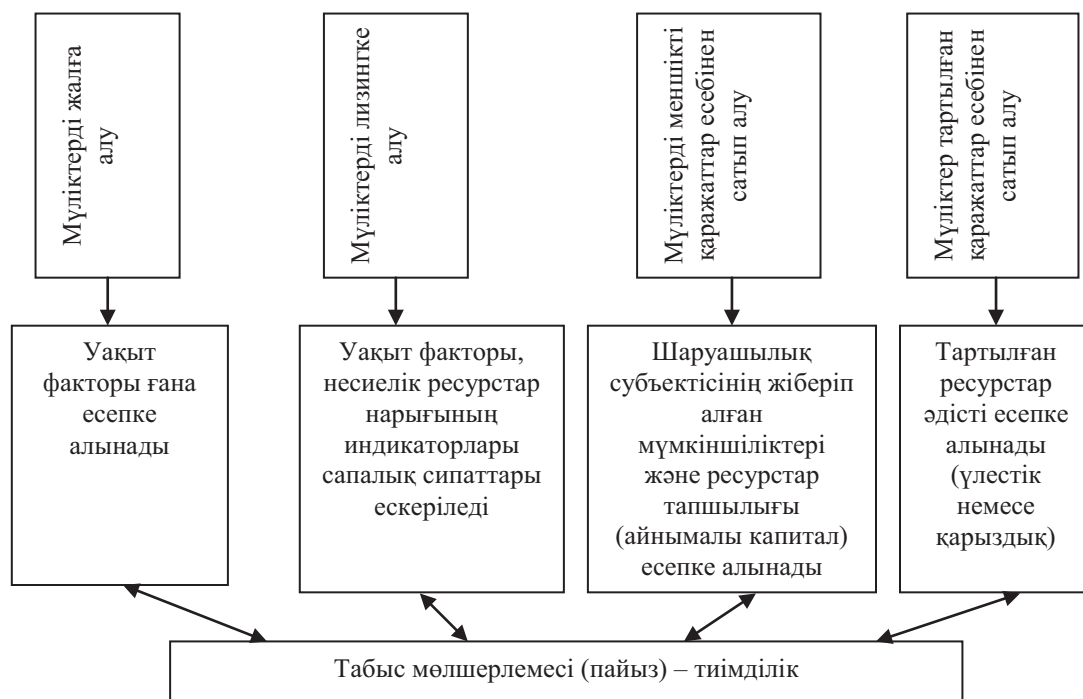 Мүліктерді жалға
алу
Мүліктерді лизингке
алу
Мүліктерді меншікті
қаражаттар есебінен
сатып алу
Мүліктер тартылған
қаражаттар есебінен
сатып алу
Уақыт
факторы ғана
есепке
алынады
Уақыт факторы,
несиелік ресурстар
нарығының
индикаторлары
сапалық сипаттары
ескеріледі
Шаруашылық
субъектісінің жіберіп
алған
мүмкіншіліктері
және ресурстар
тапшылығы
(айнымалы капитал)
есепке алынады
Тартылған
ресурстар
әдісті есепке
алынады
(үлестік
немесе
қарыздық)
Табыс мөлшерлемесі (пайыз) – тиімділік